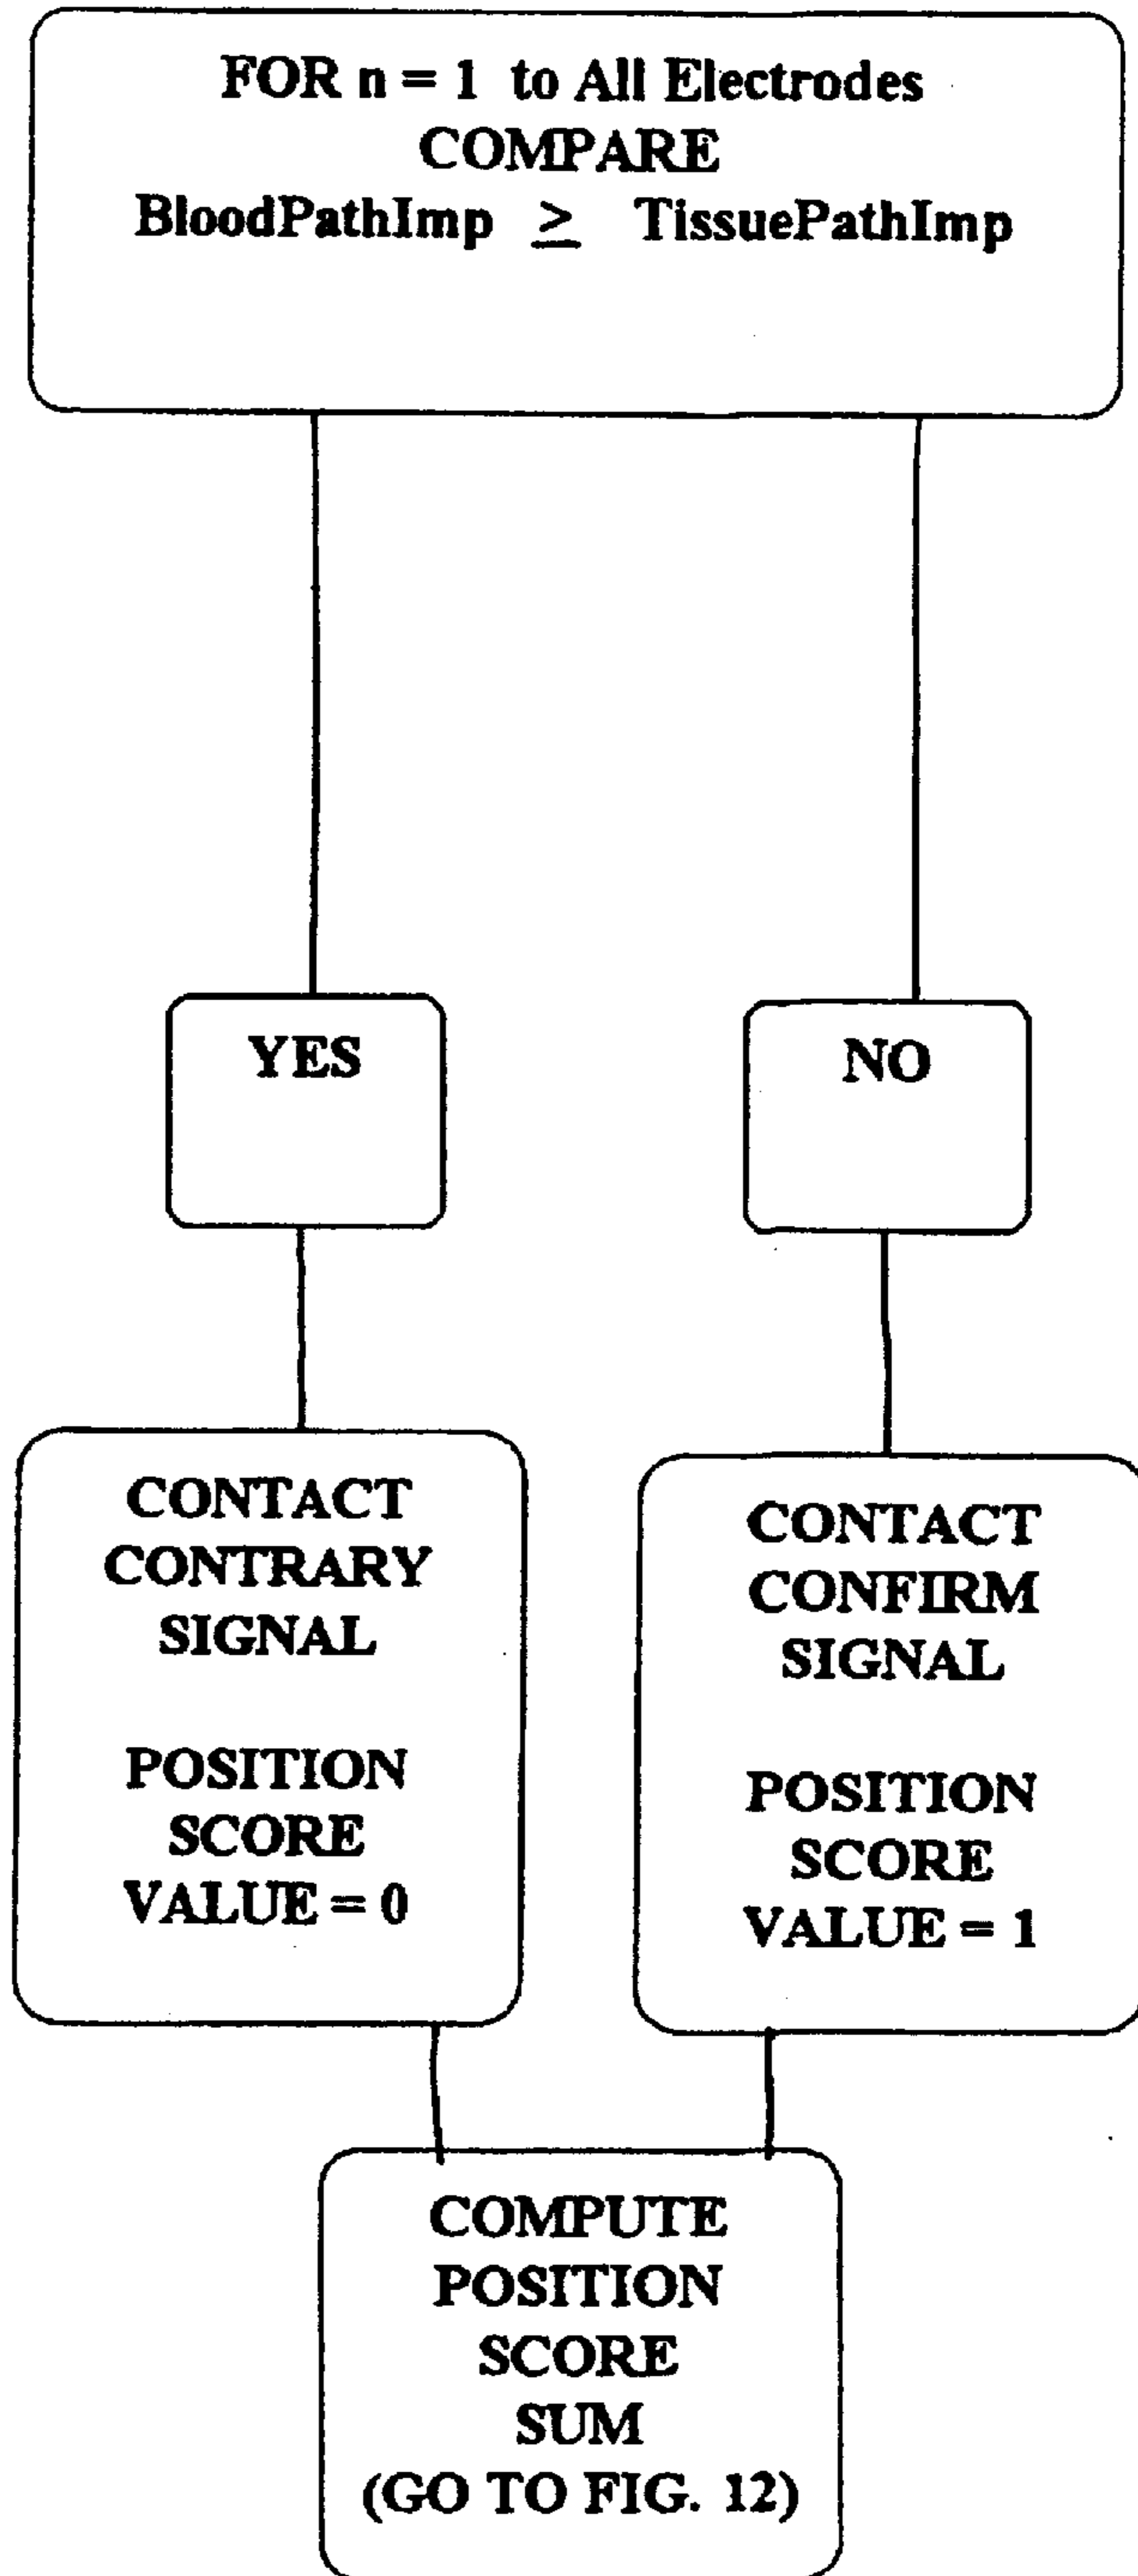 FOR n = 1 to All Electrodes
COMPARE
BloodPathImp ≥ TissuePathImp
YES
NO
CONTACT
CONTRARY
SIGNAL
POSITION
SCORE
VALUE = 0
CONTACT
CONFIRM
SIGNAL
POSITION
SCORE
VALUE = 1
COMPUTE
POSITION
SCORE
SUM
(GO TO FIG. 12)